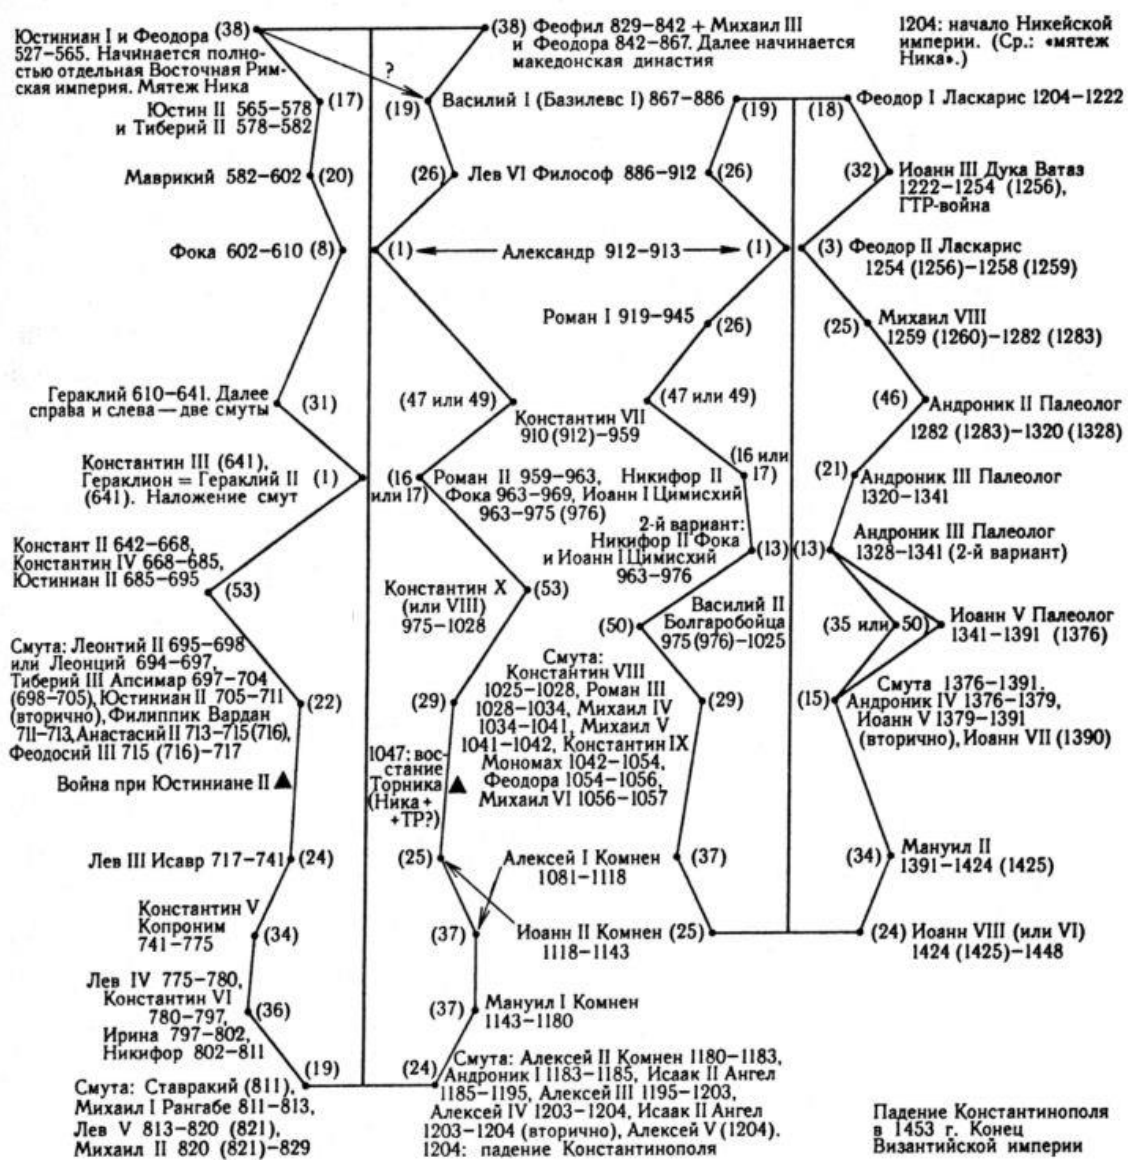 Юстиниан I и Феодора (38)
527–565. Начинается полно-
стью отдельная Восточная Рим-
ская империя. Мятеж Ника
(38) Феофил 829–842 + Михаил III
и Феодора 842–867. Далее начинается
македонская династия
1204: начало Никейской
империи. (Ср.: «мятеж
Ника».)
?
Юстин II 565–578
и Тиберий II 578–582
(17)
(19)
Василий I (Базилевс I) 867–886
(19)
(18)
Феодор I Ласкарис 1204–1222
Маврикий 582–602
(20)
(26)
Лев VI Философ 886–912
(26)
(32)
Иоанн III Дука Ватаз
1222–1254 (1256),
ГТР-война
Фока 602–610 (8)
(1)
Александр 912–913
(1)
(3) Феодор II Ласкарис
1254 (1256)–1258 (1259)
Роман I 919–945
(26)
(25)
Михаил VIII
1259 (1260)–1282 (1283)
Гераклий 610–641. Далее
справа и слева — две смуты
(31)
(47 или 49)
Константин VII
910 (912)–959
(47 или 49)
(46)
Андроник II Палеолог
1282 (1283)–1320 (1328)
Константин III (641),
Гераклион = Гераклий II
(641). Наложение смут
(1)
(16
или 17)
Роман II 959–963, Никифор II
Фока 963–969, Иоанн I Цимисхий
963–975 (976)
(16 или
17)
(21)
Андроник III Палеолог
1320–1341
2-й вариант:
Никифор II Фока
и Иоанн I Цимисхий
963–976
(13)
(13)
Андроник III Палеолог
1328–1341 (2-й вариант)
Констант II 642–668,
Константин IV 668–685,
Юстиниан II 685–695
(53)
Константин X
(или VIII)
975–1028
(53)
(50)
Василий II
Болгаробойца
975 (976)–1025
(35 или 50)
Иоанн V Палеолог
1341–1391 (1376)
Смута: Леонтий II 695–698
или Леонций 694–697,
Тиберий III Апсимар 697–704
(698–705), Юстиниан II 705–711
(вторично), Филиппик Вардан
711–713, Анастасий II 713–715 (716),
Феодосий III 715 (716)–717
(22)
(29)
Смута:
Константин VIII
1025–1028, Роман III
1028–1034, Михаил IV
1034–1041, Михаил V
1041–1042, Константин IX
Мономах 1042–1054,
Феодора 1054–1056,
Михаил VI 1056–1057
(29)
(15)
Смута 1376–1391,
Андроник IV 1376–1379,
Иоанн V 1379–1391
(вторично), Иоанн VII (1390)
Война при Юстиниане II
1047: вос-
стание
Торника
(Ника+
+ТР?)
Лев III Исавр 717–741
(24)
(25)
Алексей I Комнен
1081–1118
(37)
(34)
Мануил II
1391–1424 (1425)
Константин V
Копроним
741–775
(34)
(37)
Иоанн II Комнен
1118–1143
(25)
(24) Иоанн VIII (или VI)
1424 (1425)–1448
Лев IV 775–780,
Константин VI
780–797,
Ирина 797–802,
Никифор 802–811
(36)
(37)
Мануил I Комнен
1143–1180
(19)
Смута: Ставракий (811),
Михаил I Рангабе 811–813,
Лев V 813–820 (821),
Михаил II 820 (821)–829
(24)
Смута: Алексей II Комнен 1180–1183,
Андроник I 1183–1185, Исаак II Ангел
1185–1195, Алексей III 1195–1203,
Алексей IV 1203–1204, Исаак II Ангел
1203–1204 (вторично), Алексей V (1204).
1204: падение Константинополя
Падение Константинополя
в 1453 г. Конец
Византийской империи